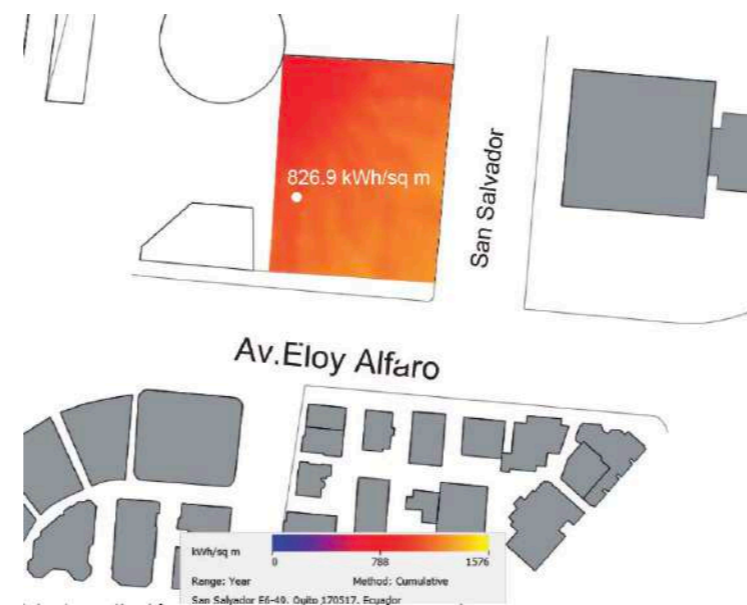 826.9 kWh/sq m
San Salvador
Av.Eloy Alfaro
kWh/sq m
0 788 1576
Range: Year Method: Cumulative
San Salvador E6-49, Quito 170517, Ecuador